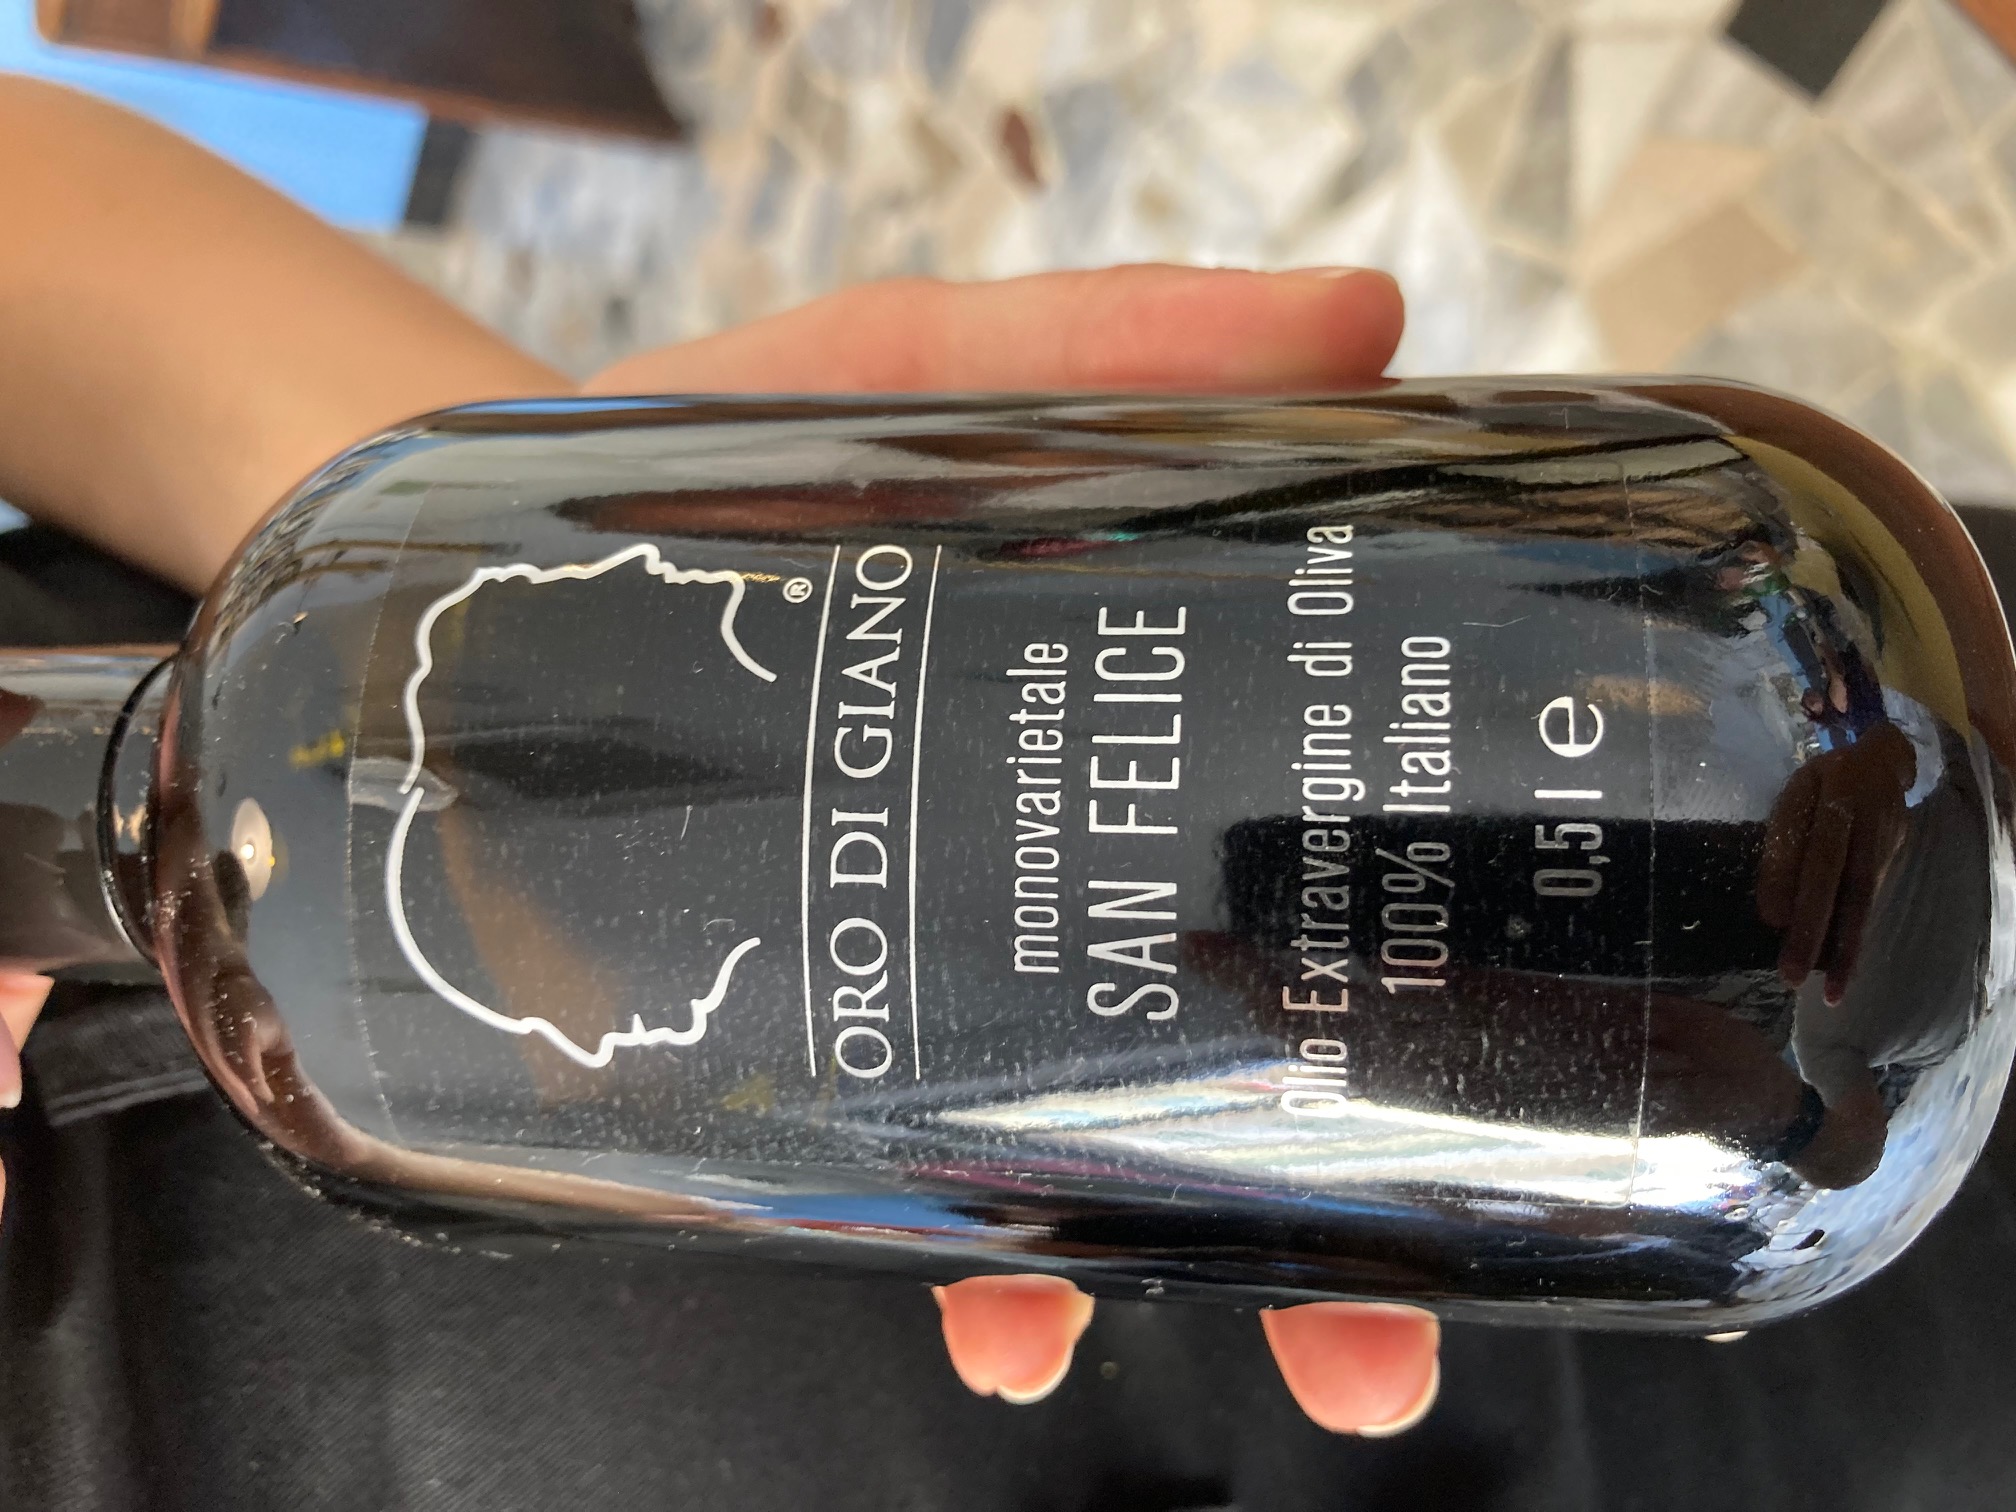 ®
ORO DI GIANO
monovarietale
SAN FELICE
olio Extravergine di Oliva
100% Italiano
0,5 l e